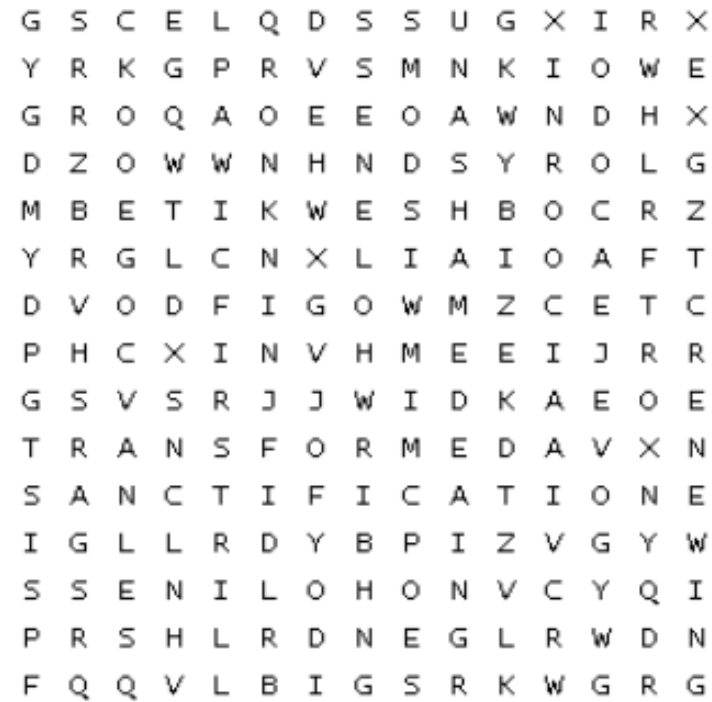 G S C E L Q D S S U G X I R X
Y R K G P R V S M N K I O W E
G R O Q A O E E O A W N D H X
D Z O W W N H N D S Y R O L G
M B E T I K W E S H B O C R Z
Y R G L C N X L I A I O A F T
D V O D F I G O W M Z C E T C
P H C X I N V H M E E I J R R
G S V S R J J W I D K A E O E
T R A N S F O R M E D A V X N
S A N C T I F I C A T I O N E
I G L L R D Y B P I Z V G Y W
S S E N I L O H O N V C Y Q I
P R S H L R D N E G L R W D N
F Q Q V L B I G S R K W G R G